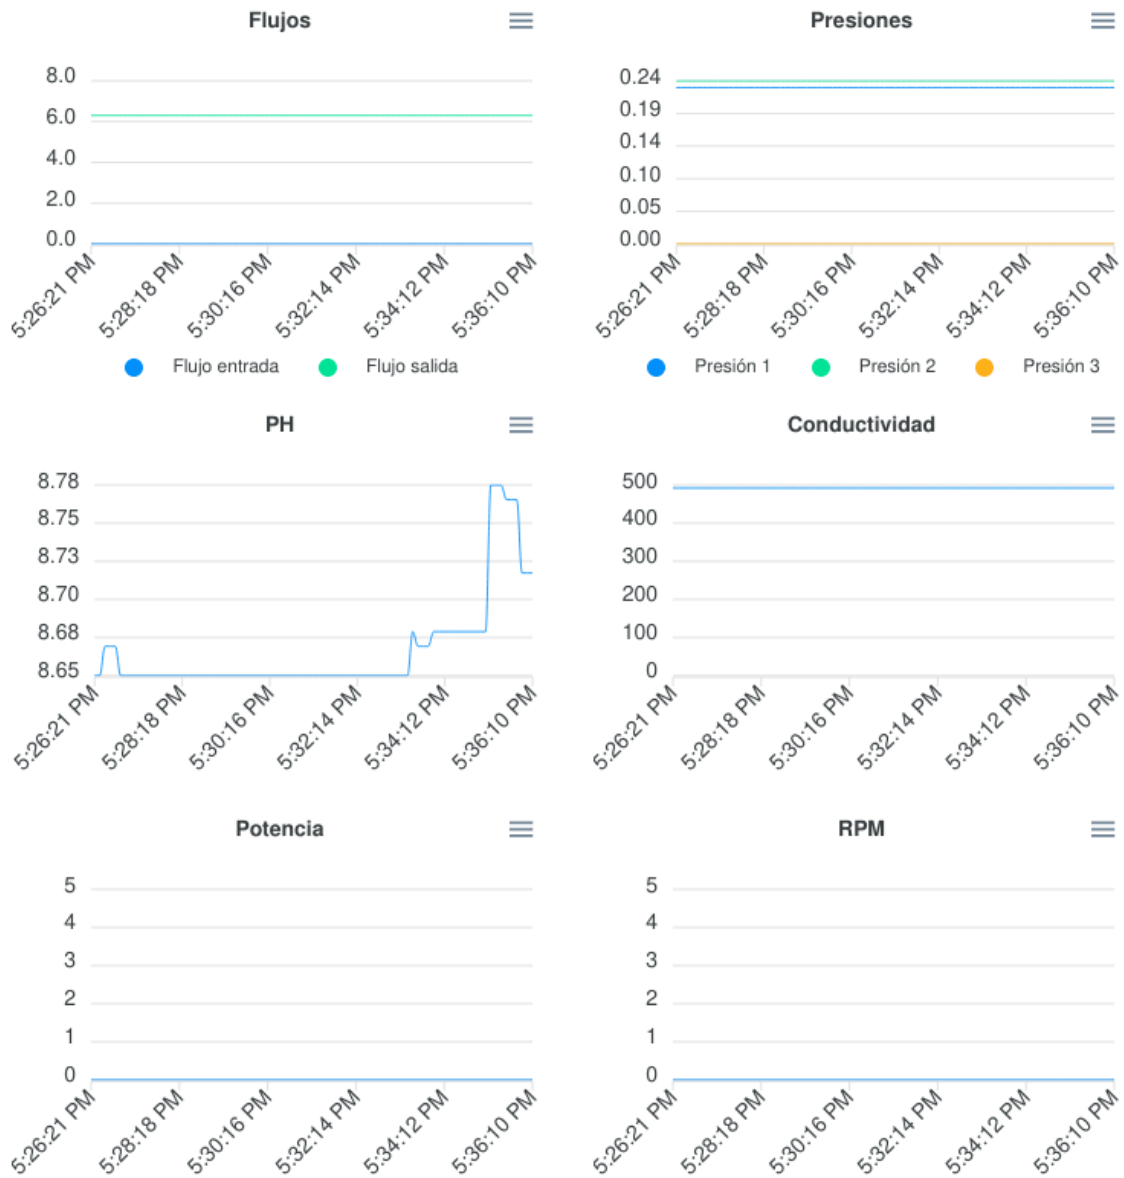 Flujos
8.0
6.0
4.0
2.0
0.0
5:26:21 PM
5:28:18 PM
5:30:16 PM
5:32:14 PM
5:34:12 PM
5:36:10 PM
Flujo entrada
Flujo salida
Presiones
0.24
0.19
0.14
0.10
0.05
0.00
5:26:21 PM
5:28:18 PM
5:30:16 PM
5:32:14 PM
5:34:12 PM
5:36:10 PM
Presión 1
Presión 2
Presión 3
PH
8.78
8.75
8.73
8.70
8.68
8.65
5:26:21 PM
5:28:18 PM
5:30:16 PM
5:32:14 PM
5:34:12 PM
5:36:10 PM
Conductividad
500
400
300
200
100
0
5:26:21 PM
5:28:18 PM
5:30:16 PM
5:32:14 PM
5:34:12 PM
5:36:10 PM
Potencia
5
4
3
2
1
0
5:26:21 PM
5:28:18 PM
5:30:16 PM
5:32:14 PM
5:34:12 PM
5:36:10 PM
RPM
5
4
3
2
1
0
5:26:21 PM
5:28:18 PM
5:30:16 PM
5:32:14 PM
5:34:12 PM
5:36:10 PM